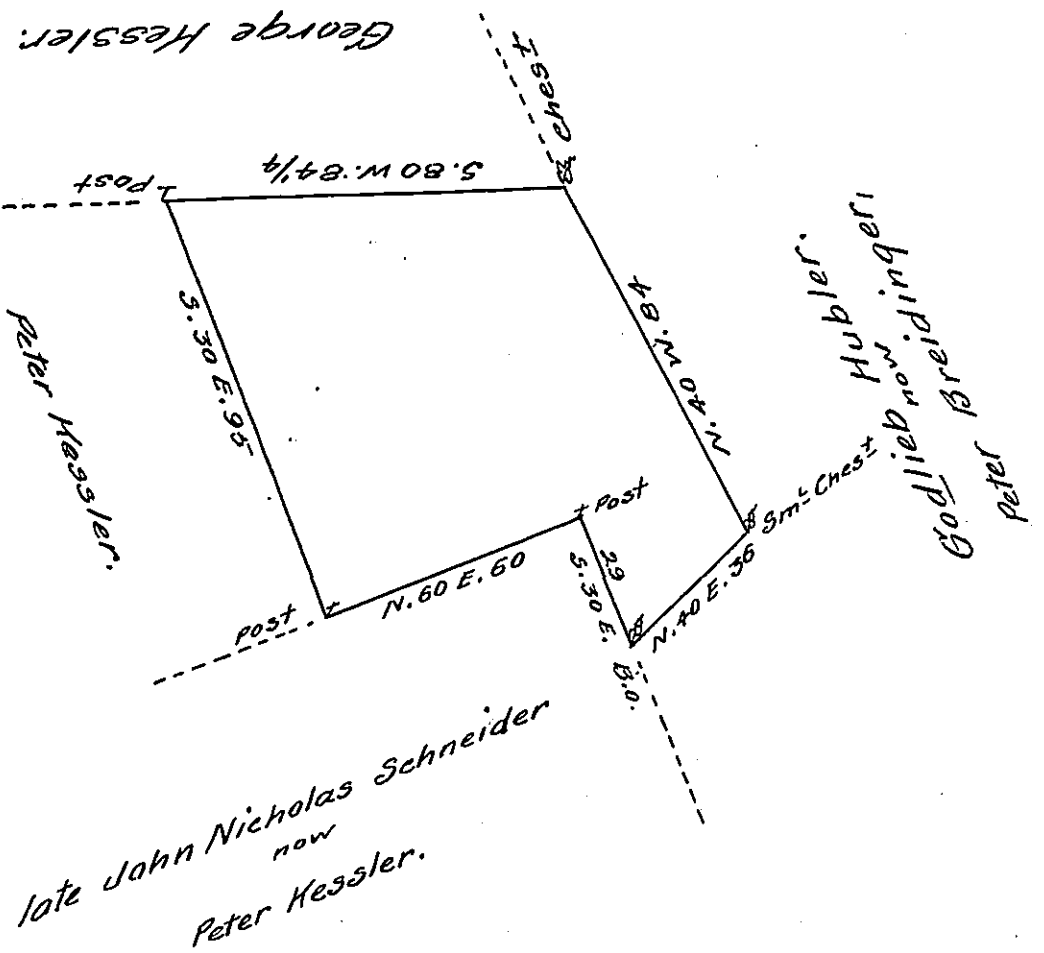 George Kessler.
Chest
S. 80 W. 84 1/4
Post
S. 30 E. 95
Peter Kessler.
N. 40 W. 84
Hubler.
Godlieb now
Peter Breidinger,
Sml Chest
Post
29
S. 30 E.
N. 40 E. 36
N. 60 E. 60
Post
B.O.
late John Nicholas Schneider
now
Peter Kessler.